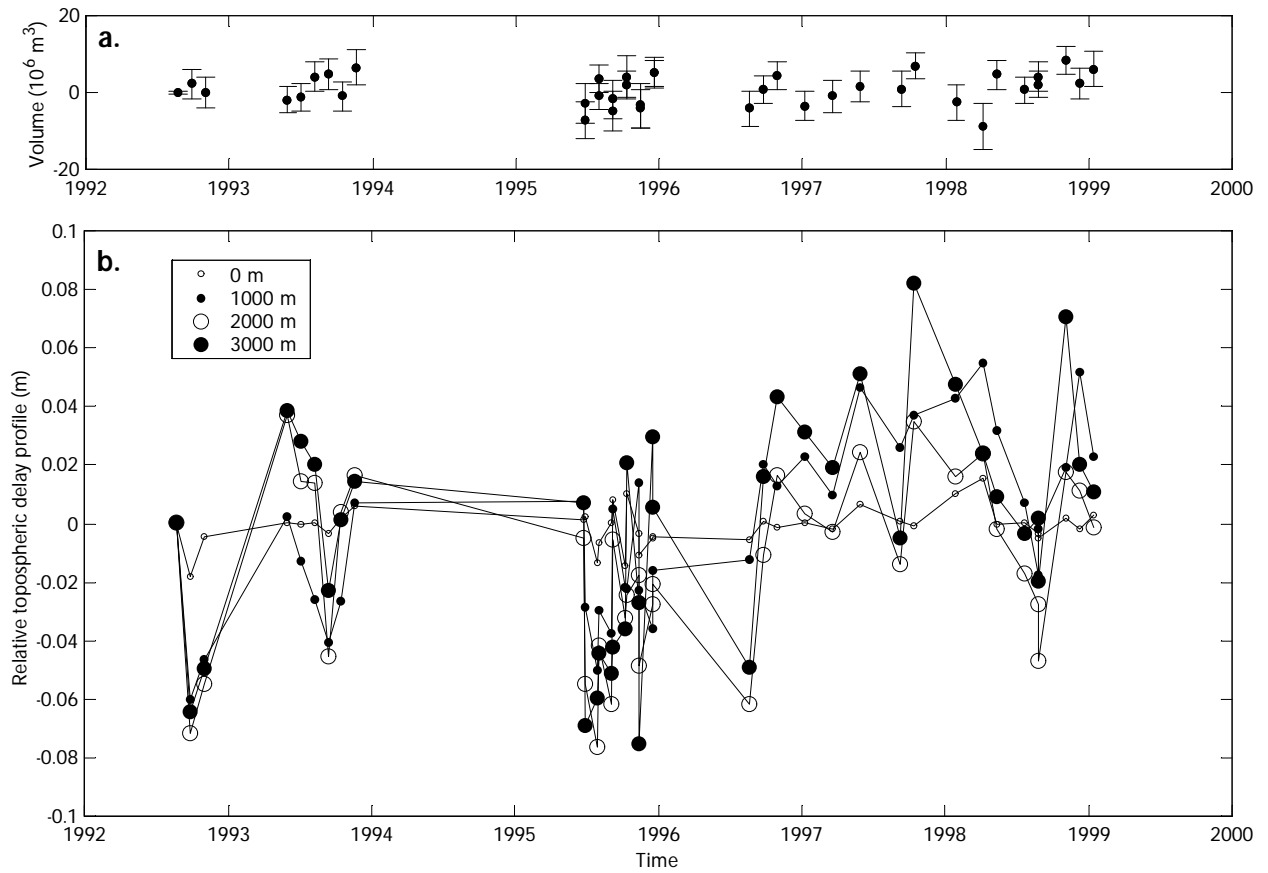 20
a.
0
-20
Volume (10⁶ m³)
1992 1993 1994 1995 1996 1997 1998 1999 2000
0.1
b.
0 m
1000 m
2000 m
3000 m
0.08
0.06
0.04
0.02
0
-0.02
-0.04
-0.06
-0.08
-0.1
Relative topospheric delay profile (m)
1992 1993 1994 1995 1996 1997 1998 1999 2000
Time